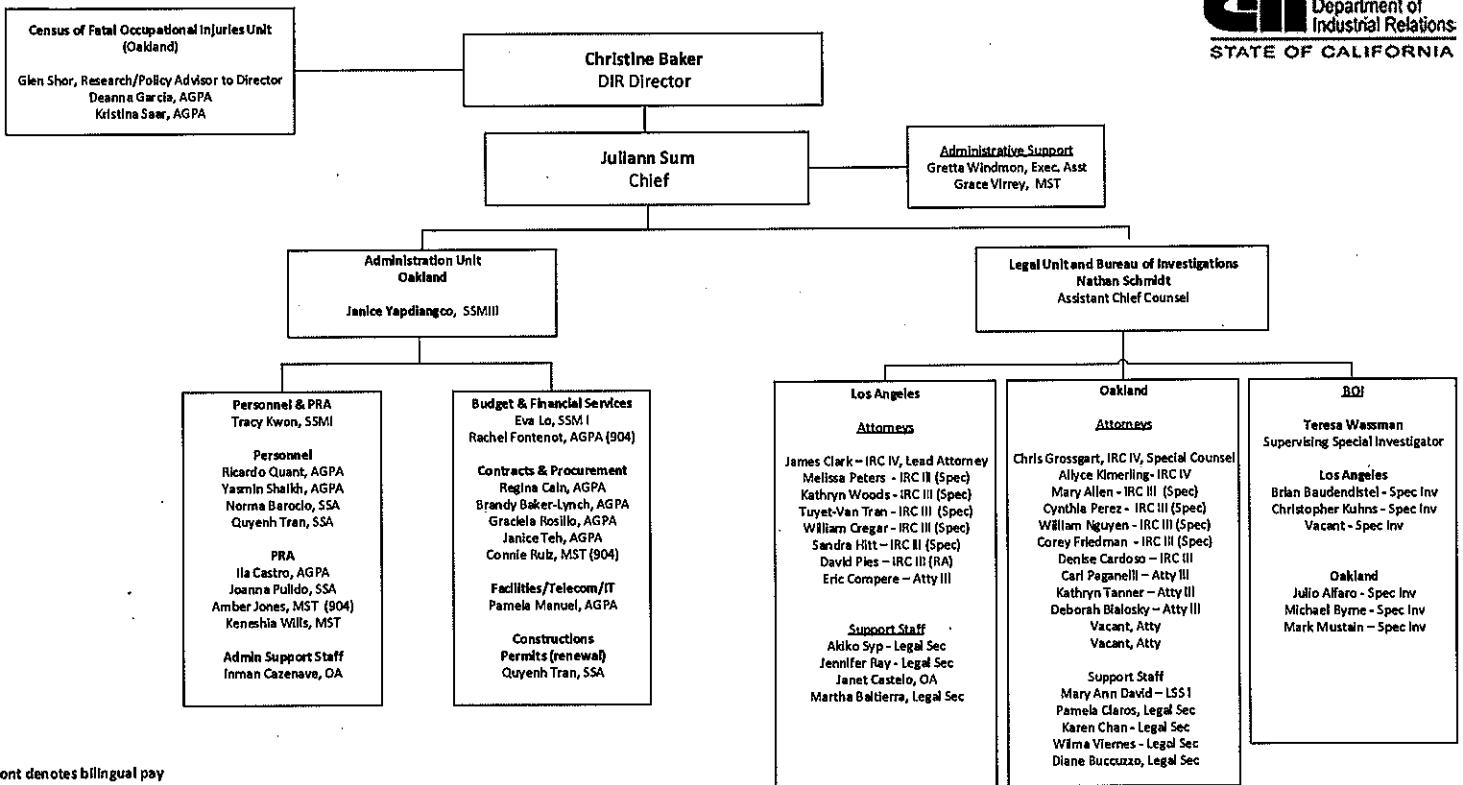 Census of Fatal Occupational Injuries Unit
(Oakland)
Glen Shor, Research/Policy Advisor to Director
Deanna Garcia, AGPA
Kristina Saar, AGPA
Christine Baker
DIR Director
Department of
Industrial Relations
STATE OF CALIFORNIA
Juliann Sum
Chief
Administrative Support
Gretta Windmon, Exec. Asst
Grace Virrey, MST
Administration Unit
Oakland
Janice Yapdiangco, SSMIII
Legal Unit and Bureau of Investigations
Nathan Schmidt
Assistant Chief Counsel
Personnel & PRA
Tracy Kwon, SSMI
Personnel
Ricardo Quant, AGPA
Yasmin Shaikh, AGPA
Norma Barocio, SSA
Quyenh Tran, SSA
PRA
Ila Castro, AGPA
Joanna Pulido, SSA
Amber Jones, MST (904)
Keneshia Wills, MST
Admin Support Staff
Inman Cazenave, OA
Budget & Financial Services
Eva Lo, SSM I
Rachel Fontenot, AGPA (904)
Contracts & Procurement
Regina Cain, AGPA
Brandy Baker-Lynch, AGPA
Graciela Rosillo, AGPA
Janice Teh, AGPA
Connie Ruiz, MST (904)
Facilities/Telecom/IT
Pamela Manuel, AGPA
Constructions
Permits (renewal)
Quyenh Tran, SSA
Los Angeles
Attorneys
James Clark – IRC IV, Lead Attorney
Melissa Peters - IRC III (Spec)
Kathryn Woods - IRC III (Spec)
Tuyet-Van Tran - IRC III (Spec)
William Cregar - IRC III (Spec)
Sandra Hitt – IRC III (Spec)
David Pies – IRC III (RA)
Eric Compere – Atty III
Support Staff
Akiko Syp - Legal Sec
Jennifer Ray - Legal Sec
Janet Castelo, OA
Martha Baltierra, Legal Sec
Oakland
Attorneys
Chris Grossgart, IRC IV, Special Counsel
Allyce Kimerling- IRC IV
Mary Allen - IRC III (Spec)
Cynthia Perez - IRC III (Spec)
William Nguyen - IRC III (Spec)
Corey Friedman - IRC III (Spec)
Denise Cardoso – IRC III
Carl Paganelli – Atty III
Kathryn Tanner – Atty III
Deborah Bialosky – Atty III
Vacant, Atty
Vacant, Atty
Support Staff
Mary Ann David – LSS I
Pamela Claros, Legal Sec
Karen Chan - Legal Sec
Wilma Viernes - Legal Sec
Diane Buccuzzo, Legal Sec
BOI
Teresa Wassman
Supervising Special Investigator
Los Angeles
Brian Baudendistel - Spec Inv
Christopher Kuhns - Spec Inv
Vacant - Spec Inv
Oakland
Julio Alfaro - Spec Inv
Michael Byrne - Spec Inv
Mark Mustain – Spec Inv
ont denotes bilingual pay